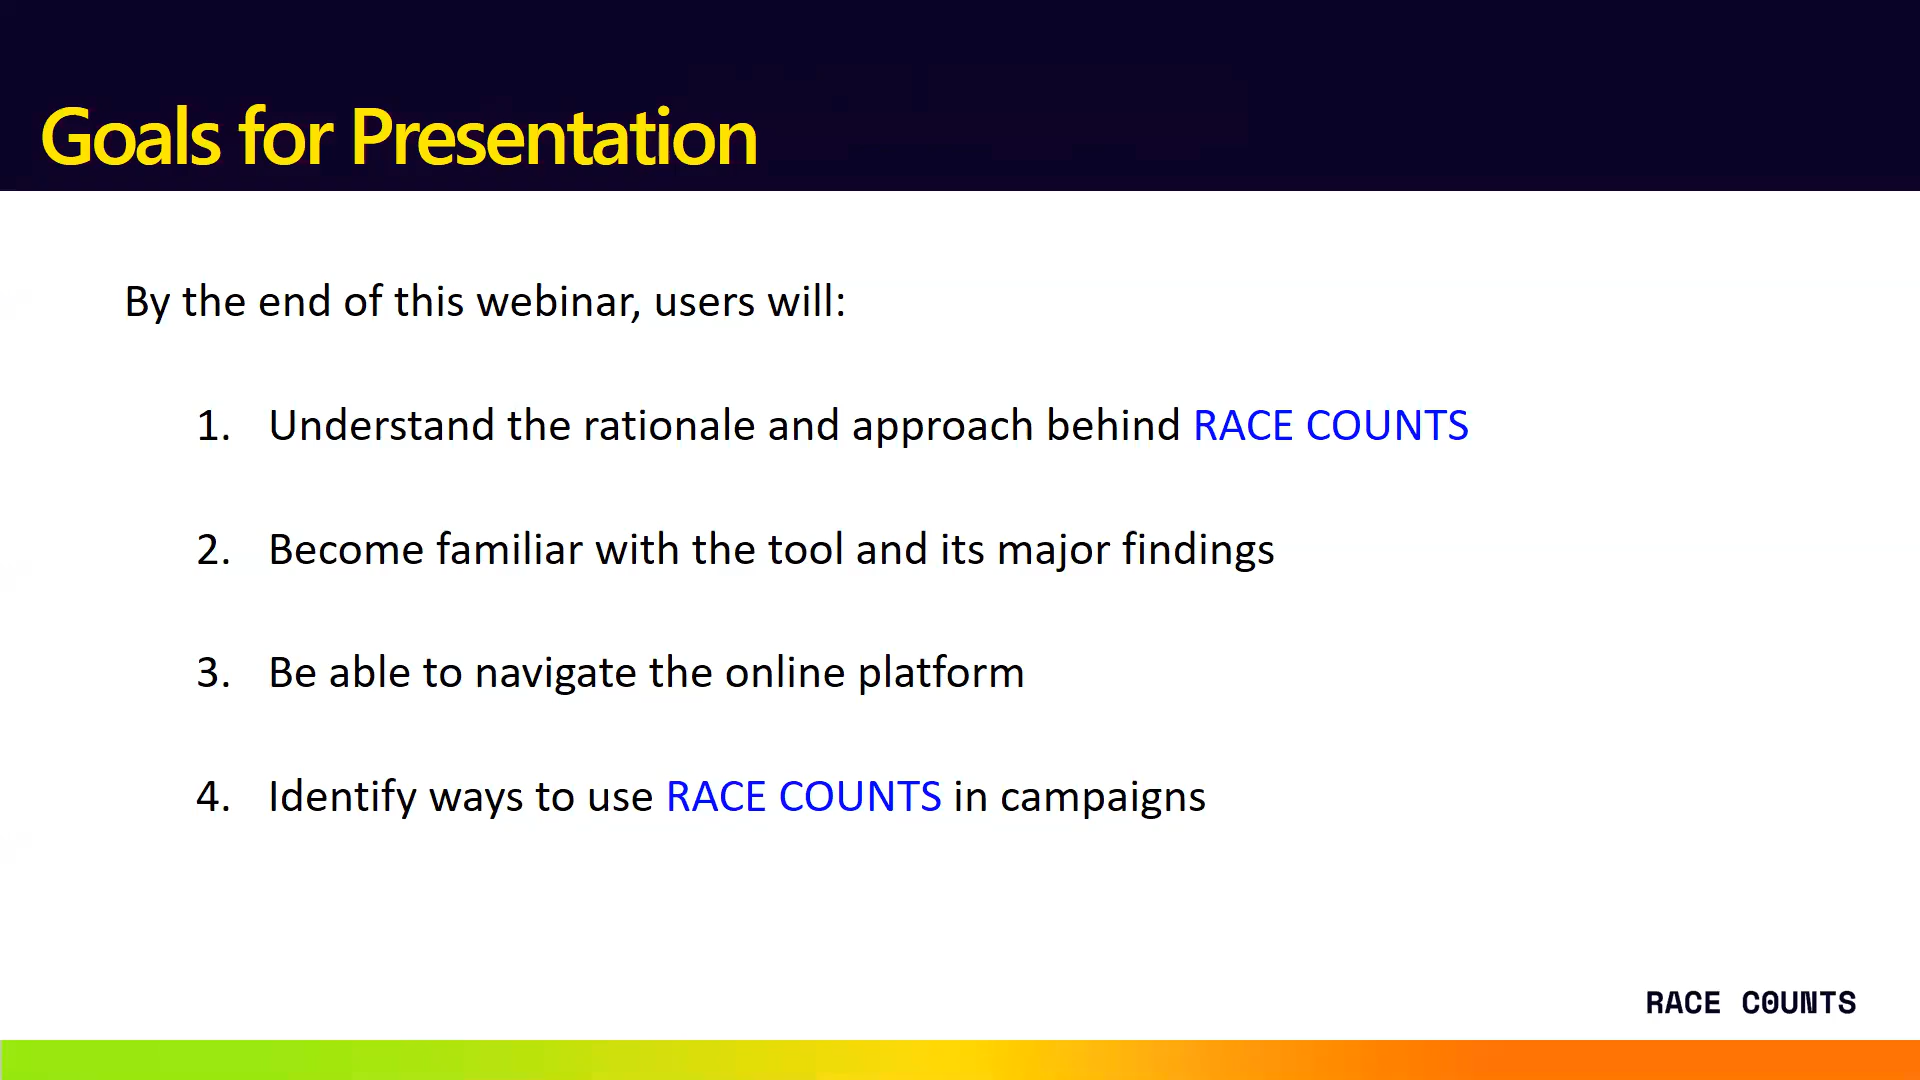 Goals for Presentation
By the end of this webinar, users will:
1. Understand the rationale and approach behind RACE COUNTS
2. Become familiar with the tool and its major findings
3. Be able to navigate the online platform
4. Identify ways to use RACE COUNTS in campaigns
RACE COUNTS